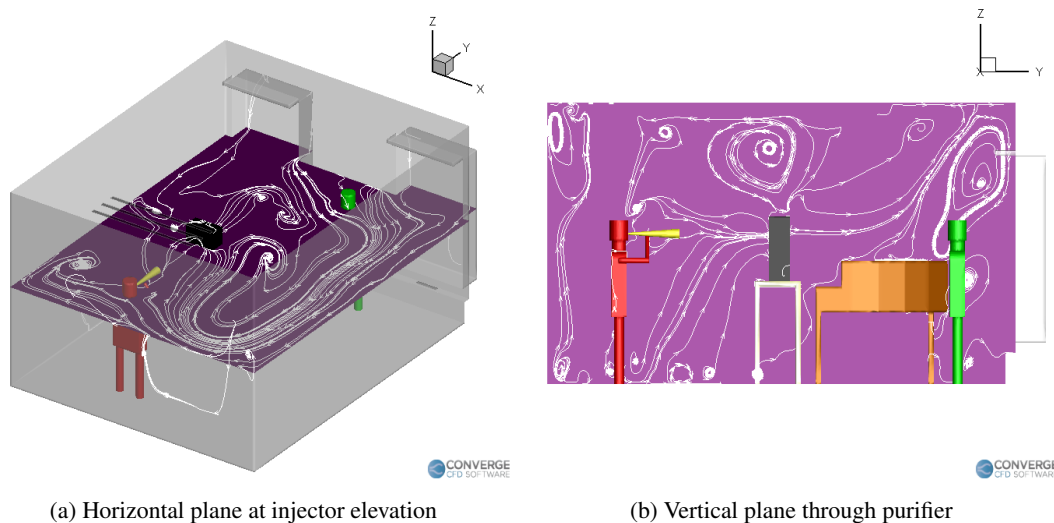 Z
Y
X
Z
X
Y
CONVERGE
CFD SOFTWARE
CONVERGE
CFD SOFTWARE
(a) Horizontal plane at injector elevation
(b) Vertical plane through purifier